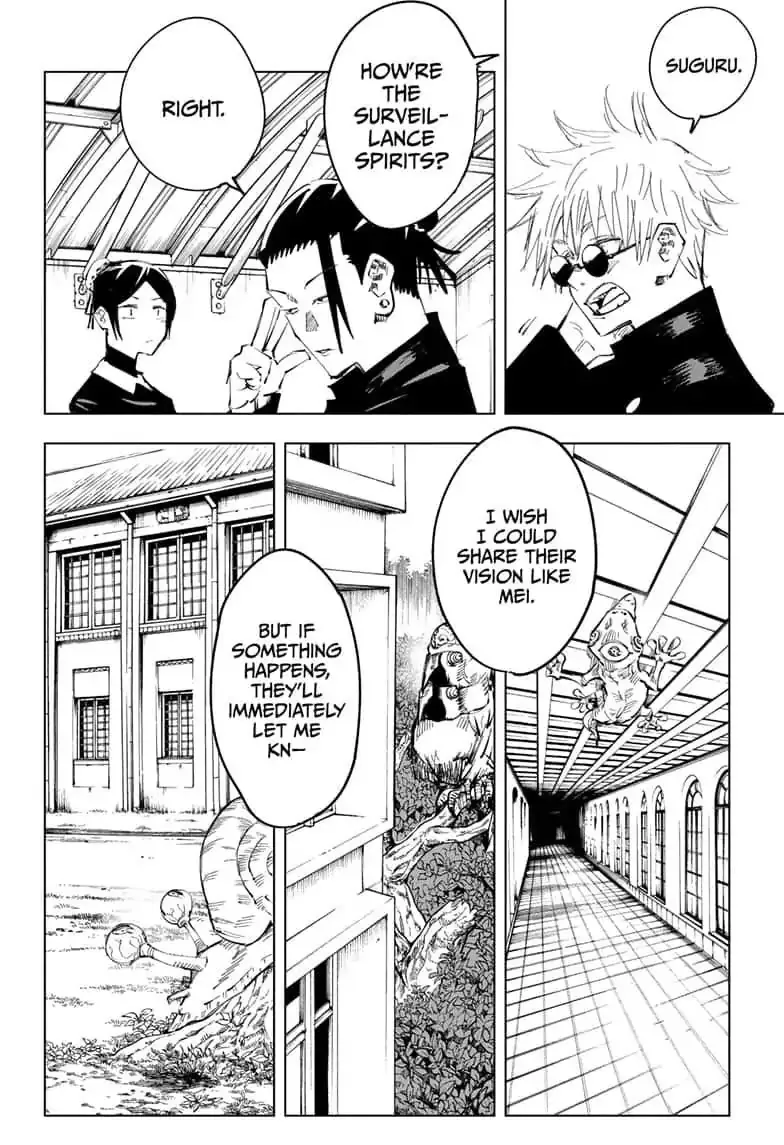 SUGURU.
HOW'RE
THE
SURVEIL-
LANCE
SPIRITS?
RIGHT.
I WISH
I COULD
SHARE THEIR
VISION LIKE
MEI.
BUT IF
SOMETHING
HAPPENS,
THEY'LL
IMMEDIATELY
LET ME
KN—